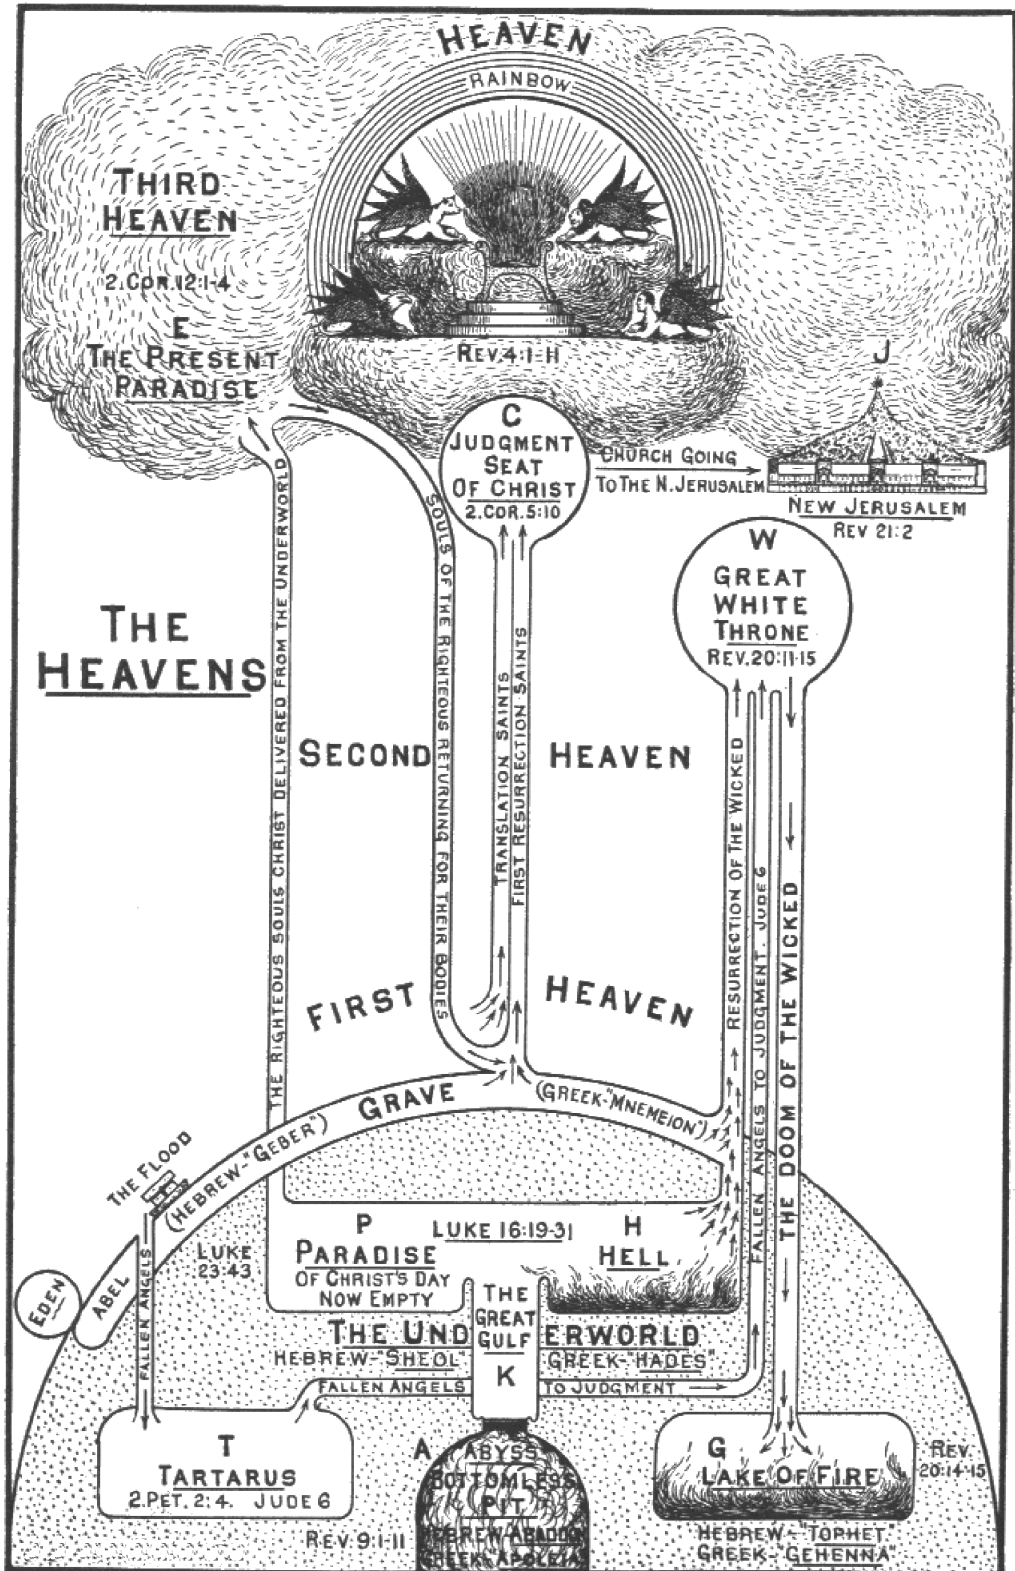 HEAVEN
RAINBOW
THIRD
HEAVEN
2. COR. 12:1-4
E
THE PRESENT
PARADISE
REV. 4:1-11
J
C
JUDGMENT
SEAT
OF CHRIST
2. COR. 5:10
CHURCH GOING
TO THE N. JERUSALEM
NEW JERUSALEM
REV 21:2
W
GREAT
WHITE
THRONE
REV. 20:11-15
THE
HEAVENS
SECOND HEAVEN
FIRST HEAVEN
THE RIGHTEOUS SOULS CHRIST DELIVERED FROM THE UNDERWORLD
SOULS OF THE RIGHTEOUS RETURNING FOR THEIR BODIES
TRANSLATION SAINTS
FIRST RESURRECTION SAINTS
RESURRECTION OF THE WICKED
FALLEN ANGELS TO JUDGMENT. JUDE 6
THE DOOM OF THE WICKED
GRAVE
(HEBREW-"GEBER")
(GREEK-"MNEMEION")
THE FLOOD
EDEN
ABEL
FALLEN ANGELS
LUKE
23:43
P
PARADISE
OF CHRIST'S DAY
NOW EMPTY
LUKE 16:19-31
H
HELL
THE
GREAT
GULF
K
THE UNDERWORLD
HEBREW-"SHEOL GREEK-"HADES"
FALLEN ANGELS TO JUDGMENT
T
TARTARUS
2. PET. 2:4. JUDE 6
A
ABYSS
BOTTOMLESS
PIT
HEBREW ABADDON
GREEK-"APOLEIA"
REV 9:1-11
G
LAKE OF FIRE
REV.
20:14-15
HEBREW-"TOPHET"
GREEK-"GEHENNA"